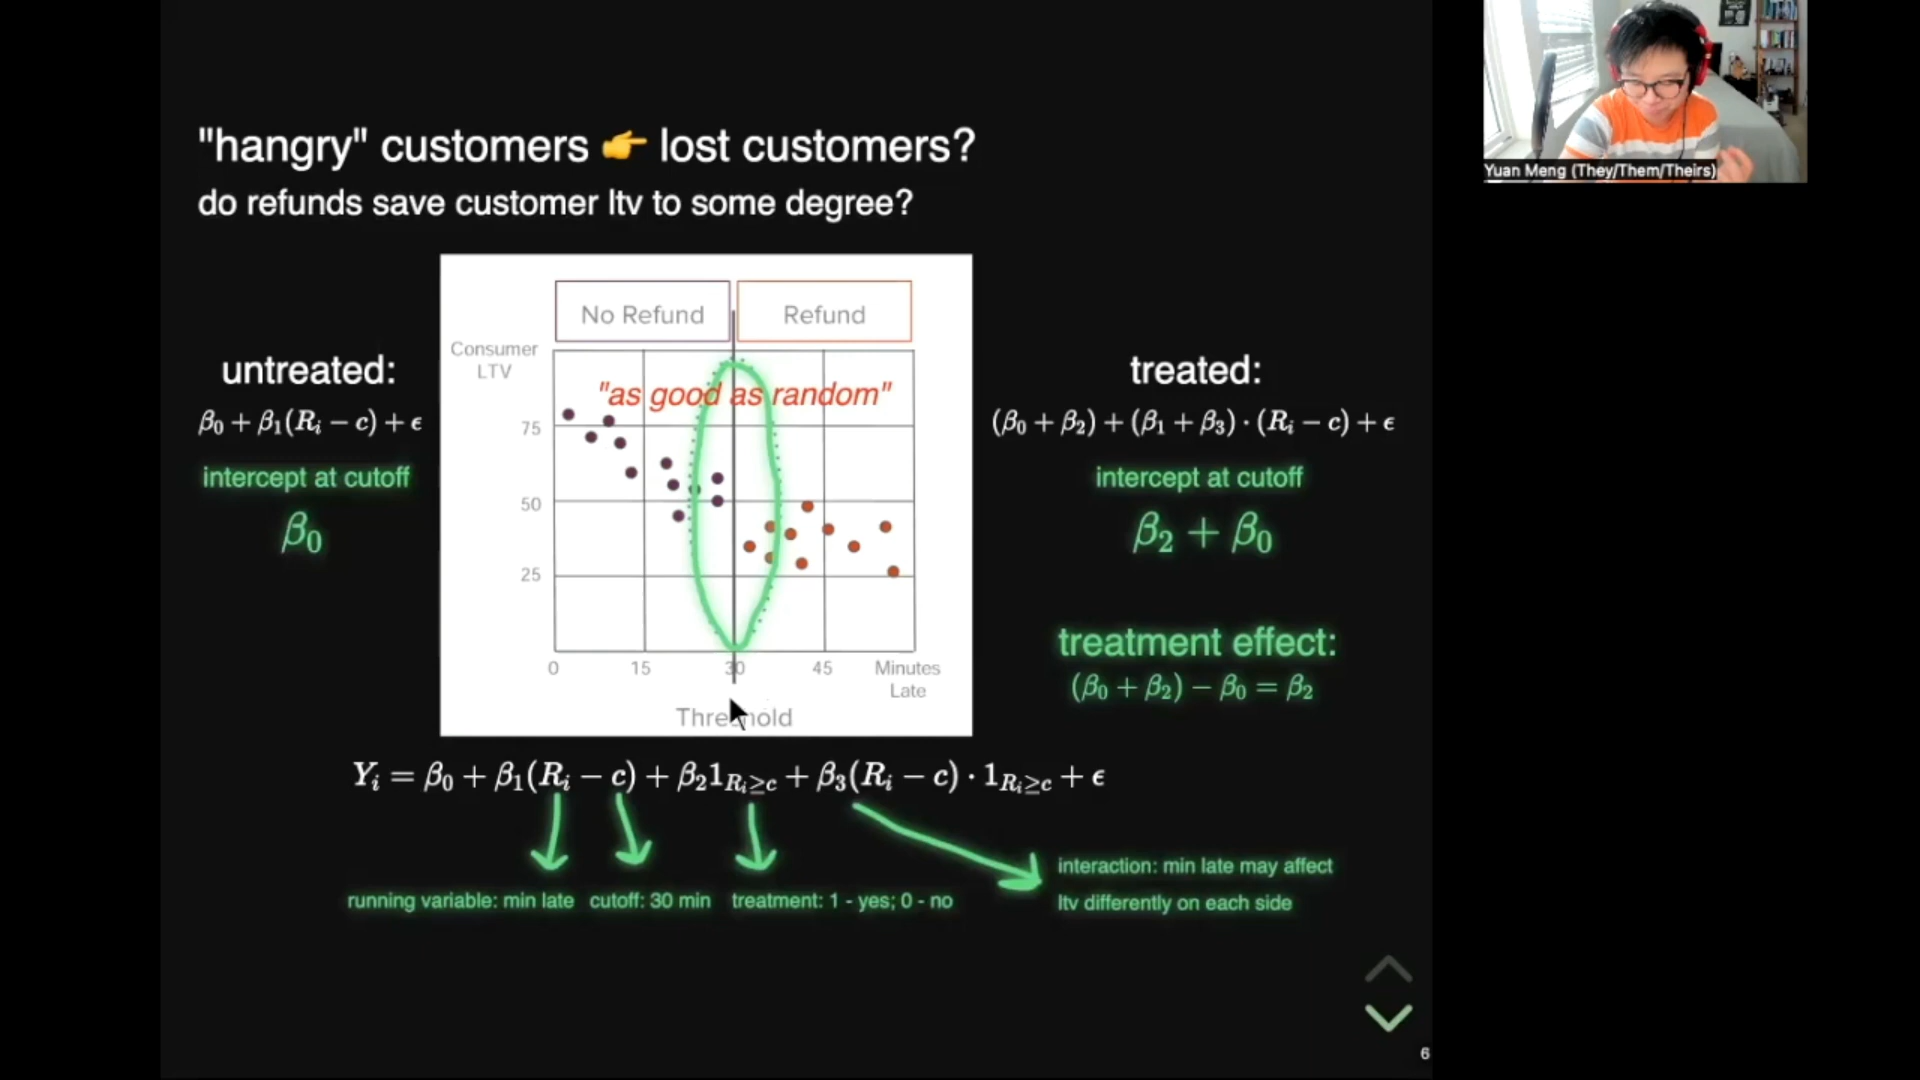 "hangry" customers 👉 lost customers?
do refunds save customer ltv to some degree?
Yuan Meng (They/Them/Theirs)
No Refund
Refund
Consumer
LTV
"as good as random"
75
50
25
0
15
30
45
Minutes
Late
Threshold
untreated:
β₀ + β₁(Rᵢ − c) + ϵ
intercept at cutoff
β₀
treated:
(β₀ + β₂) + (β₁ + β₃) · (Rᵢ − c) + ϵ
intercept at cutoff
β₂ + β₀
treatment effect:
(β₀ + β₂) − β₀ = β₂
Yᵢ = β₀ + β₁(Rᵢ − c) + β₂1_{Rᵢ≥c} + β₃(Rᵢ − c) · 1_{Rᵢ≥c} + ϵ
running variable: min late
cutoff: 30 min
treatment: 1 - yes; 0 - no
interaction: min late may affect
ltv differently on each side
6